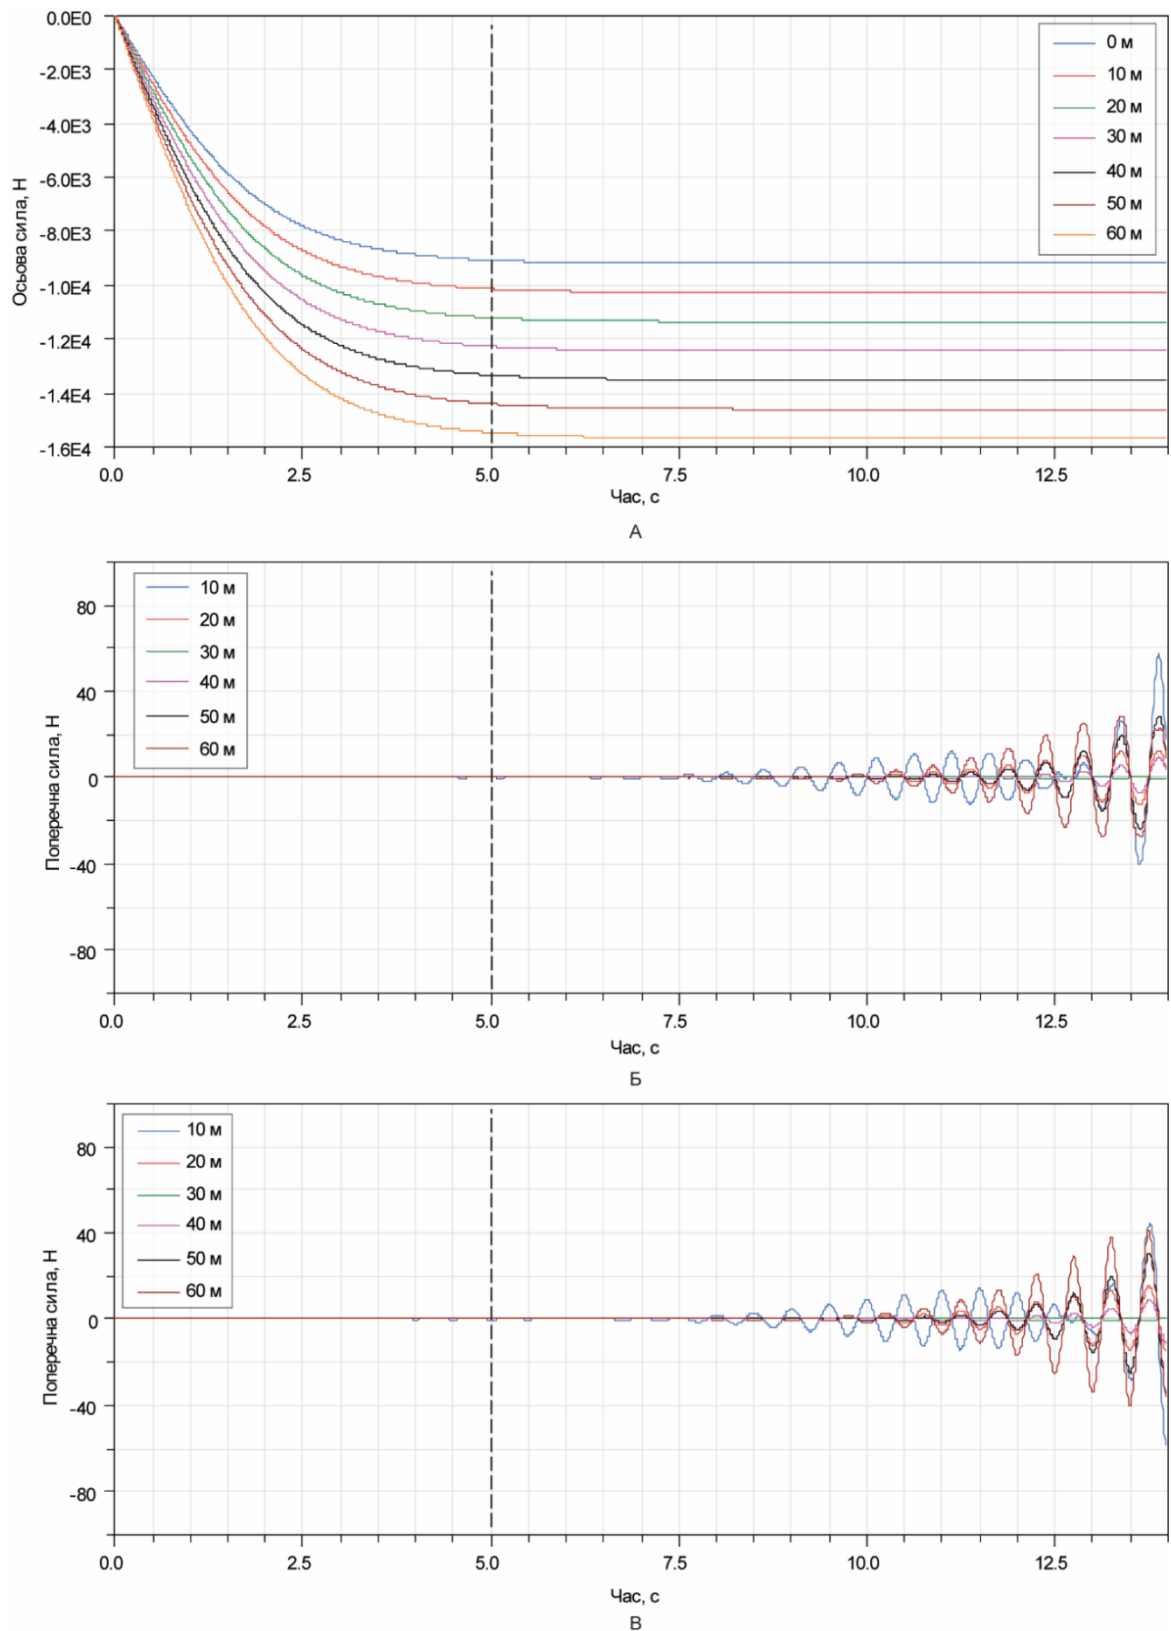 0.0E0
-2.0E3
-4.0E3
-6.0E3
-8.0E3
-1.0E4
-1.2E4
-1.4E4
-1.6E4
Осьова сила, Н
0 м
10 м
20 м
30 м
40 м
50 м
60 м
0.0 2.5 5.0 7.5 10.0 12.5
Час, с
А
80
40
0
-40
-80
Поперечна сила, Н
10 м
20 м
30 м
40 м
50 м
60 м
0.0 2.5 5.0 7.5 10.0 12.5
Час, с
Б
80
40
0
-40
-80
Поперечна сила, Н
10 м
20 м
30 м
40 м
50 м
60 м
0.0 2.5 5.0 7.5 10.0 12.5
Час, с
В